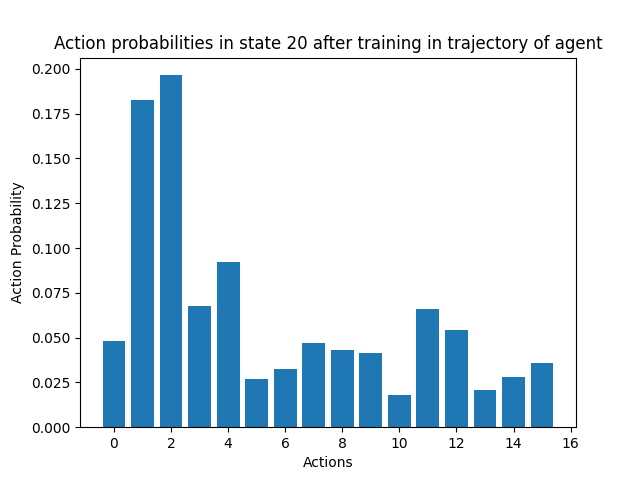 Action probabilities in state 20 after training in trajectory of agent
0.200
0.175
0.150
0.125
0.100
0.075
0.050
0.025
0.000
Action Probability
0 2 4 6 8 10 12 14 16
Actions